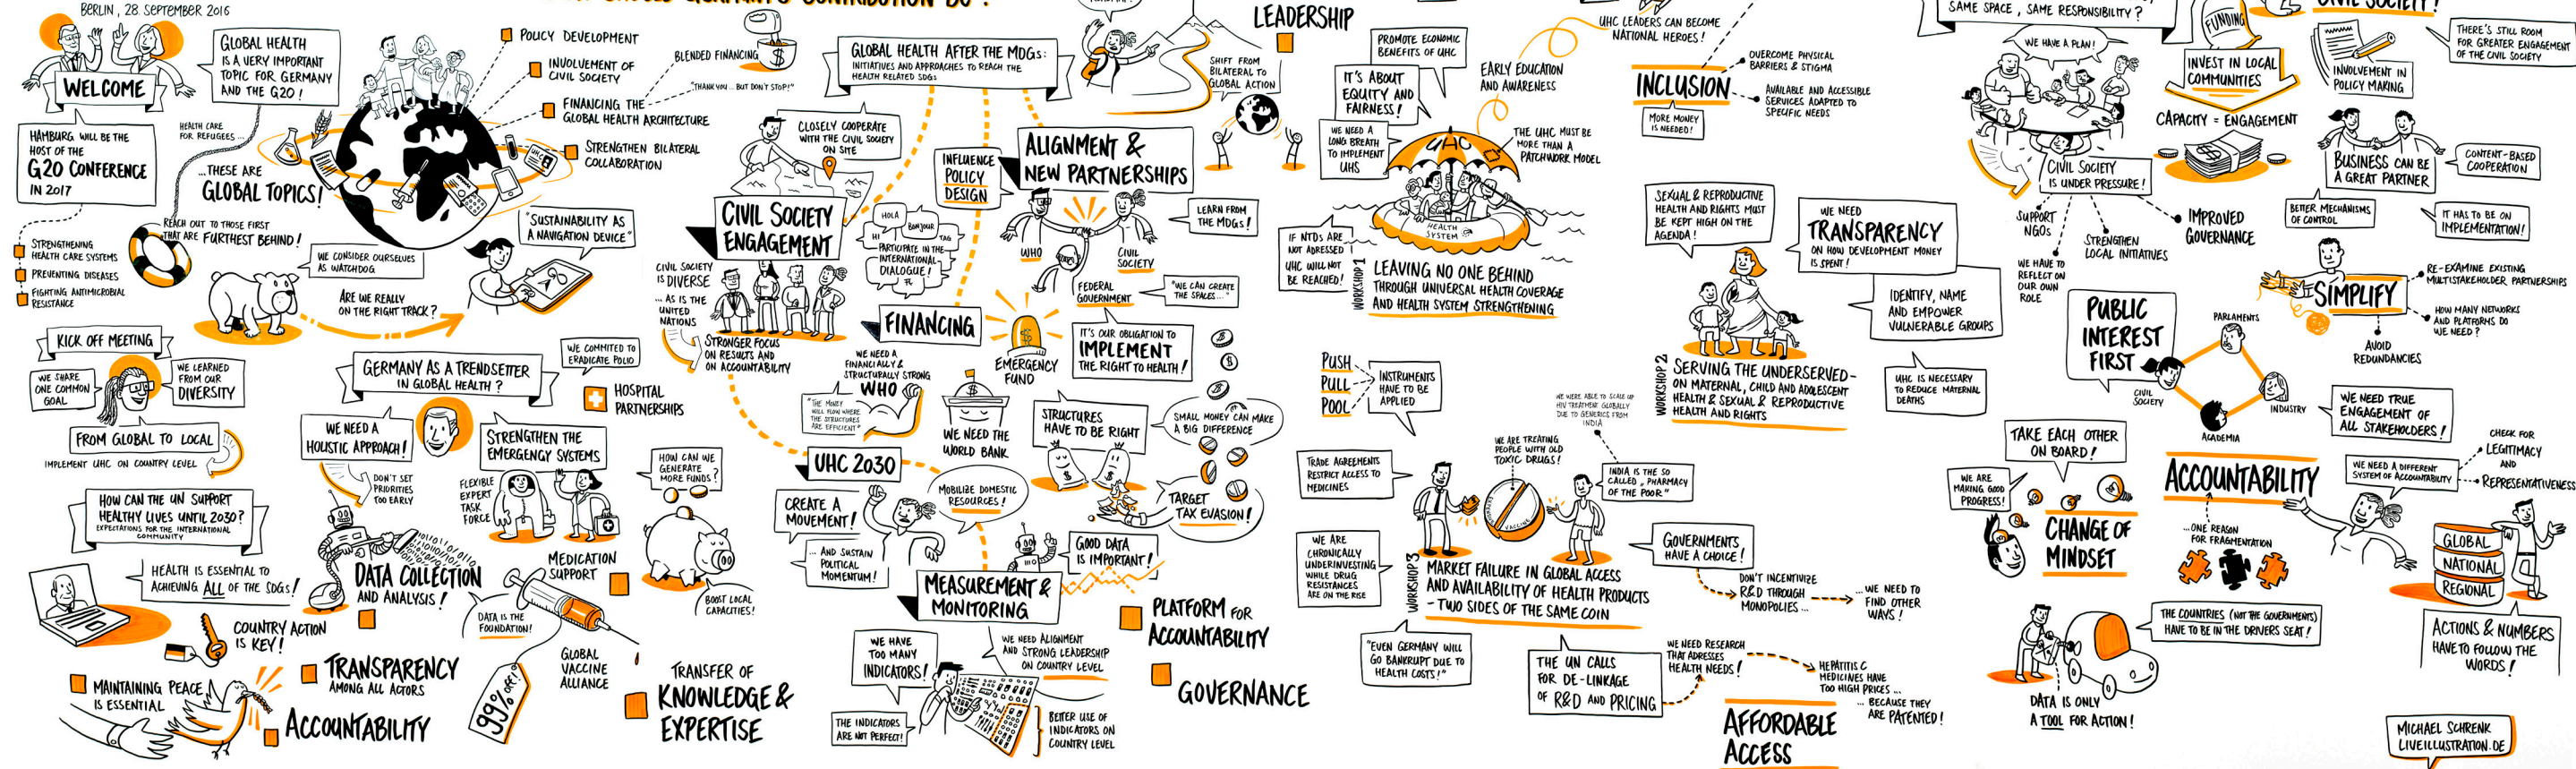 BERLIN, 28. SEPTEMBER 2016
WELCOME
GLOBAL HEALTH
IS A VERY IMPORTANT
TOPIC FOR GERMANY
AND THE G20!
HAMBURG WILL BE THE
HOST OF THE
G20 CONFERENCE
IN 2017
STRENGTHENING
HEALTH CARE SYSTEMS
PREVENTING DISEASES
FIGHTING ANTIMICROBIAL
RESISTANCE
HEALTH CARE
FOR REFUGEES ...
...THESE ARE
GLOBAL TOPICS!
REACH OUT TO THOSE FIRST
THAT ARE FURTHEST BEHIND!
POLICY DEVELOPMENT
INVOLVEMENT OF
CIVIL SOCIETY
FINANCING THE
GLOBAL HEALTH ARCHITECTURE
STRENGTHEN BILATERAL
COLLABORATION
BLENDED FINANCING
$
"THANK YOU ... BUT DON'T STOP!"
UHC
"SUSTAINABILITY AS
A NAVIGATION DEVICE"
WE CONSIDER OURSELVES
AS WATCHDOG
ARE WE REALLY
ON THE RIGHT TRACK?
KICK OFF MEETING
WE SHARE
ONE COMMON
GOAL
WE LEARNED
FROM OUR
DIVERSITY
FROM GLOBAL TO LOCAL
IMPLEMENT UHC ON COUNTRY LEVEL
HOW CAN THE UN SUPPORT
HEALTHY LIVES UNTIL 2030?
EXPECTATIONS FOR THE INTERNATIONAL
COMMUNITY
HEALTH IS ESSENTIAL TO
ACHIEVING ALL OF THE SDGs!
COUNTRY ACTION
IS KEY!
MAINTAINING PEACE
IS ESSENTIAL
TRANSPARENCY
AMONG ALL ACTORS
ACCOUNTABILITY
GERMANY AS A TRENDSETTER
IN GLOBAL HEALTH?
WE COMMITED TO
ERADICATE POLIO
HOSPITAL
PARTNERSHIPS
WE NEED A
HOLISTIC APPROACH!
DON'T SET
PRIORITIES
TOO EARLY
STRENGTHEN THE
EMERGENCY SYSTEMS
FLEXIBLE
EXPERT
TASK
FORCE
DATA COLLECTION
AND ANALYSIS!
DATA IS THE
FOUNDATION!
99% off!
MEDICATION
SUPPORT
GLOBAL
VACCINE
ALLIANCE
HOW CAN WE
GENERATE
MORE FUNDS?
BOOST LOCAL
CAPACITIES!
TRANSFER OF
KNOWLEDGE &
EXPERTISE
GLOBAL HEALTH AFTER THE MDGs:
INITIATIVES AND APPROACHES TO REACH THE
HEALTH RELATED SDGs
CLOSELY COOPERATE
WITH THE CIVIL SOCIETY
ON SITE
CIVIL SOCIETY
ENGAGEMENT
CIVIL SOCIETY
IS DIVERSE
... AS IS THE
UNITED
NATIONS
STRONGER FOCUS
ON RESULTS AND
ON ACCOUNTABILITY
HOLA
BONJOUR
HI
TAG
PARTICIPATE IN THE
INTERNATIONAL
DIALOGUE!
INFLUENCE
POLICY
DESIGN
ALIGNMENT &
NEW PARTNERSHIPS
WHO
CIVIL
SOCIETY
FEDERAL
GOVERNMENT
LEARN FROM
THE MDGs!
"WE CAN CREATE
THE SPACES..."
IT'S OUR OBLIGATION TO
IMPLEMENT
THE RIGHT TO HEALTH!
FINANCING
WE NEED A
FINANCIALLY &
STRUCTURALLY STRONG
WHO
"THE MONEY
WILL FLOW WHERE
THE STRUCTURES
ARE EFFICIENT"
$
EMERGENCY
FUND
$
WE NEED THE
WORLD BANK
STRUCTURES
HAVE TO BE RIGHT
SMALL MONEY CAN MAKE
A BIG DIFFERENCE
TARGET
TAX EVASION!
UHC 2030
CREATE A
MOVEMENT!
... AND SUSTAIN
POLITICAL
MOMENTUM!
MOBILIZE DOMESTIC
RESOURCES!
GOOD DATA
IS IMPORTANT!
MEASUREMENT &
MONITORING
WE HAVE
TOO MANY
INDICATORS!
THE INDICATORS
ARE NOT PERFECT!
WE NEED ALIGNMENT
AND STRONG LEADERSHIP
ON COUNTRY LEVEL
BETTER USE OF
INDICATORS ON
COUNTRY LEVEL
PLATFORM FOR
ACCOUNTABILITY
GOVERNANCE
LEADERSHIP
SHIFT FROM
BILATERAL TO
GLOBAL ACTION
PROMOTE ECONOMIC
BENEFITS OF UHC
IT'S ABOUT
EQUITY AND
FAIRNESS!
WE NEED A
LONG BREATH
TO IMPLEMENT
UHS
EARLY EDUCATION
AND AWARENESS
UHC LEADERS CAN BECOME
NATIONAL HEROES!
UHC
THE UHC MUST BE
MORE THAN A
PATCHWORK MODEL
HEALTH
SYSTEM
IF NTDs ARE
NOT ADRESSED
UHC WILL NOT
BE REACHED!
WORKSHOP 1
LEAVING NO ONE BEHIND
THROUGH UNIVERSAL HEALTH COVERAGE
AND HEALTH SYSTEM STRENGTHENING
INCLUSION
MORE MONEY
IS NEEDED!
OVERCOME PHYSICAL
BARRIERS & STIGMA
AVAILABLE AND ACCESSIBLE
SERVICES ADAPTED TO
SPECIFIC NEEDS
SEXUAL & REPRODUCTIVE
HEALTH AND RIGHTS MUST
BE KEPT HIGH ON THE
AGENDA!
WE NEED
TRANSPARENCY
ON HOW DEVELOPMENT MONEY
IS SPENT!
IDENTIFY, NAME
AND EMPOWER
VULNERABLE GROUPS
UHC IS NECESSARY
TO REDUCE MATERNAL
DEATHS
WORKSHOP 2
SERVING THE UNDERSERVED-
ON MATERNAL, CHILD AND ADOLESCENT
HEALTH & SEXUAL & REPRODUCTIVE
HEALTH AND RIGHTS
PUSH
PULL
POOL
INSTRUMENTS
HAVE TO BE
APPLIED
TRADE AGREEMENTS
RESTRICT ACCESS TO
MEDICINES
WE ARE TREATING
PEOPLE WITH OLD
TOXIC DRUGS!
WE WERE ABLE TO SCALE UP
HIV TREATMENT GLOBALLY
DUE TO GENERICS FROM
INDIA
INDIA IS THE SO
CALLED „PHARMACY
OF THE POOR"
VACCINE
WE ARE
CHRONICALLY
UNDERINVESTING
WHILE DRUG
RESISTANCES
ARE ON THE RISE
WORKSHOP 3
MARKET FAILURE IN GLOBAL ACCESS
AND AVAILABILITY OF HEALTH PRODUCTS
- TWO SIDES OF THE SAME COIN
GOVERNMENTS
HAVE A CHOICE!
DON'T INCENTIVIZE
R&D THROUGH
MONOPOLIES ...
... WE NEED TO
FIND OTHER
WAYS!
"EVEN GERMANY WILL
GO BANKRUPT DUE TO
HEALTH COSTS!"
THE UN CALLS
FOR DE-LINKAGE
OF R&D AND PRICING
WE NEED RESEARCH
THAT ADRESSES
HEALTH NEEDS!
HEPATITIS C
MEDICINES HAVE
TOO HIGH PRICES ...
... BECAUSE THEY
ARE PATENTED!
AFFORDABLE
ACCESS
SAME SPACE, SAME RESPONSIBILITY?
WE HAVE A PLAN!
CIVIL SOCIETY
IS UNDER PRESSURE!
SUPPORT
NGOs
WE HAVE TO
REFLECT ON
OUR OWN
ROLE
STRENGTHEN
LOCAL INITIATIVES
IMPROVED
GOVERNANCE
FUNDING
INVEST IN LOCAL
COMMUNITIES
CAPACITY = ENGAGEMENT
$
INVOLVEMENT IN
POLICY MAKING
THERE'S STILL ROOM
FOR GREATER ENGAGEMENT
OF THE CIVIL SOCIETY
BUSINESS CAN BE
A GREAT PARTNER
CONTENT-BASED
COOPERATION
BETTER MECHANISMS
OF CONTROL
IT HAS TO BE ON
IMPLEMENTATION!
SIMPLIFY
RE-EXAMINE EXISTING
MULTISTAKEHOLDER PARTNERSHIPS
HOW MANY NETWORKS
AND PLATFORMS DO
WE NEED?
AVOID
REDUNDANCIES
PUBLIC
INTEREST
FIRST
PARLAMENTS
CIVIL
SOCIETY
INDUSTRY
ACADEMIA
WE NEED TRUE
ENGAGEMENT OF
ALL STAKEHOLDERS!
TAKE EACH OTHER
ON BOARD!
WE ARE
MAKING GOOD
PROGRESS!
CHANGE OF
MINDSET
ACCOUNTABILITY
...ONE REASON
FOR FRAGMENTATION
WE NEED A DIFFERENT
SYSTEM OF ACCOUNTABILITY
CHECK FOR
LEGITIMACY
AND
REPRESENTATIVENESS
GLOBAL
NATIONAL
REGIONAL
THE COUNTRIES (NOT THE GOVERNMENTS)
HAVE TO BE IN THE DRIVERS SEAT!
DATA IS ONLY
A TOOL FOR ACTION!
ACTIONS & NUMBERS
HAVE TO FOLLOW THE
WORDS!
MICHAEL SCHRENK
LIVEILLUSTRATION.DE